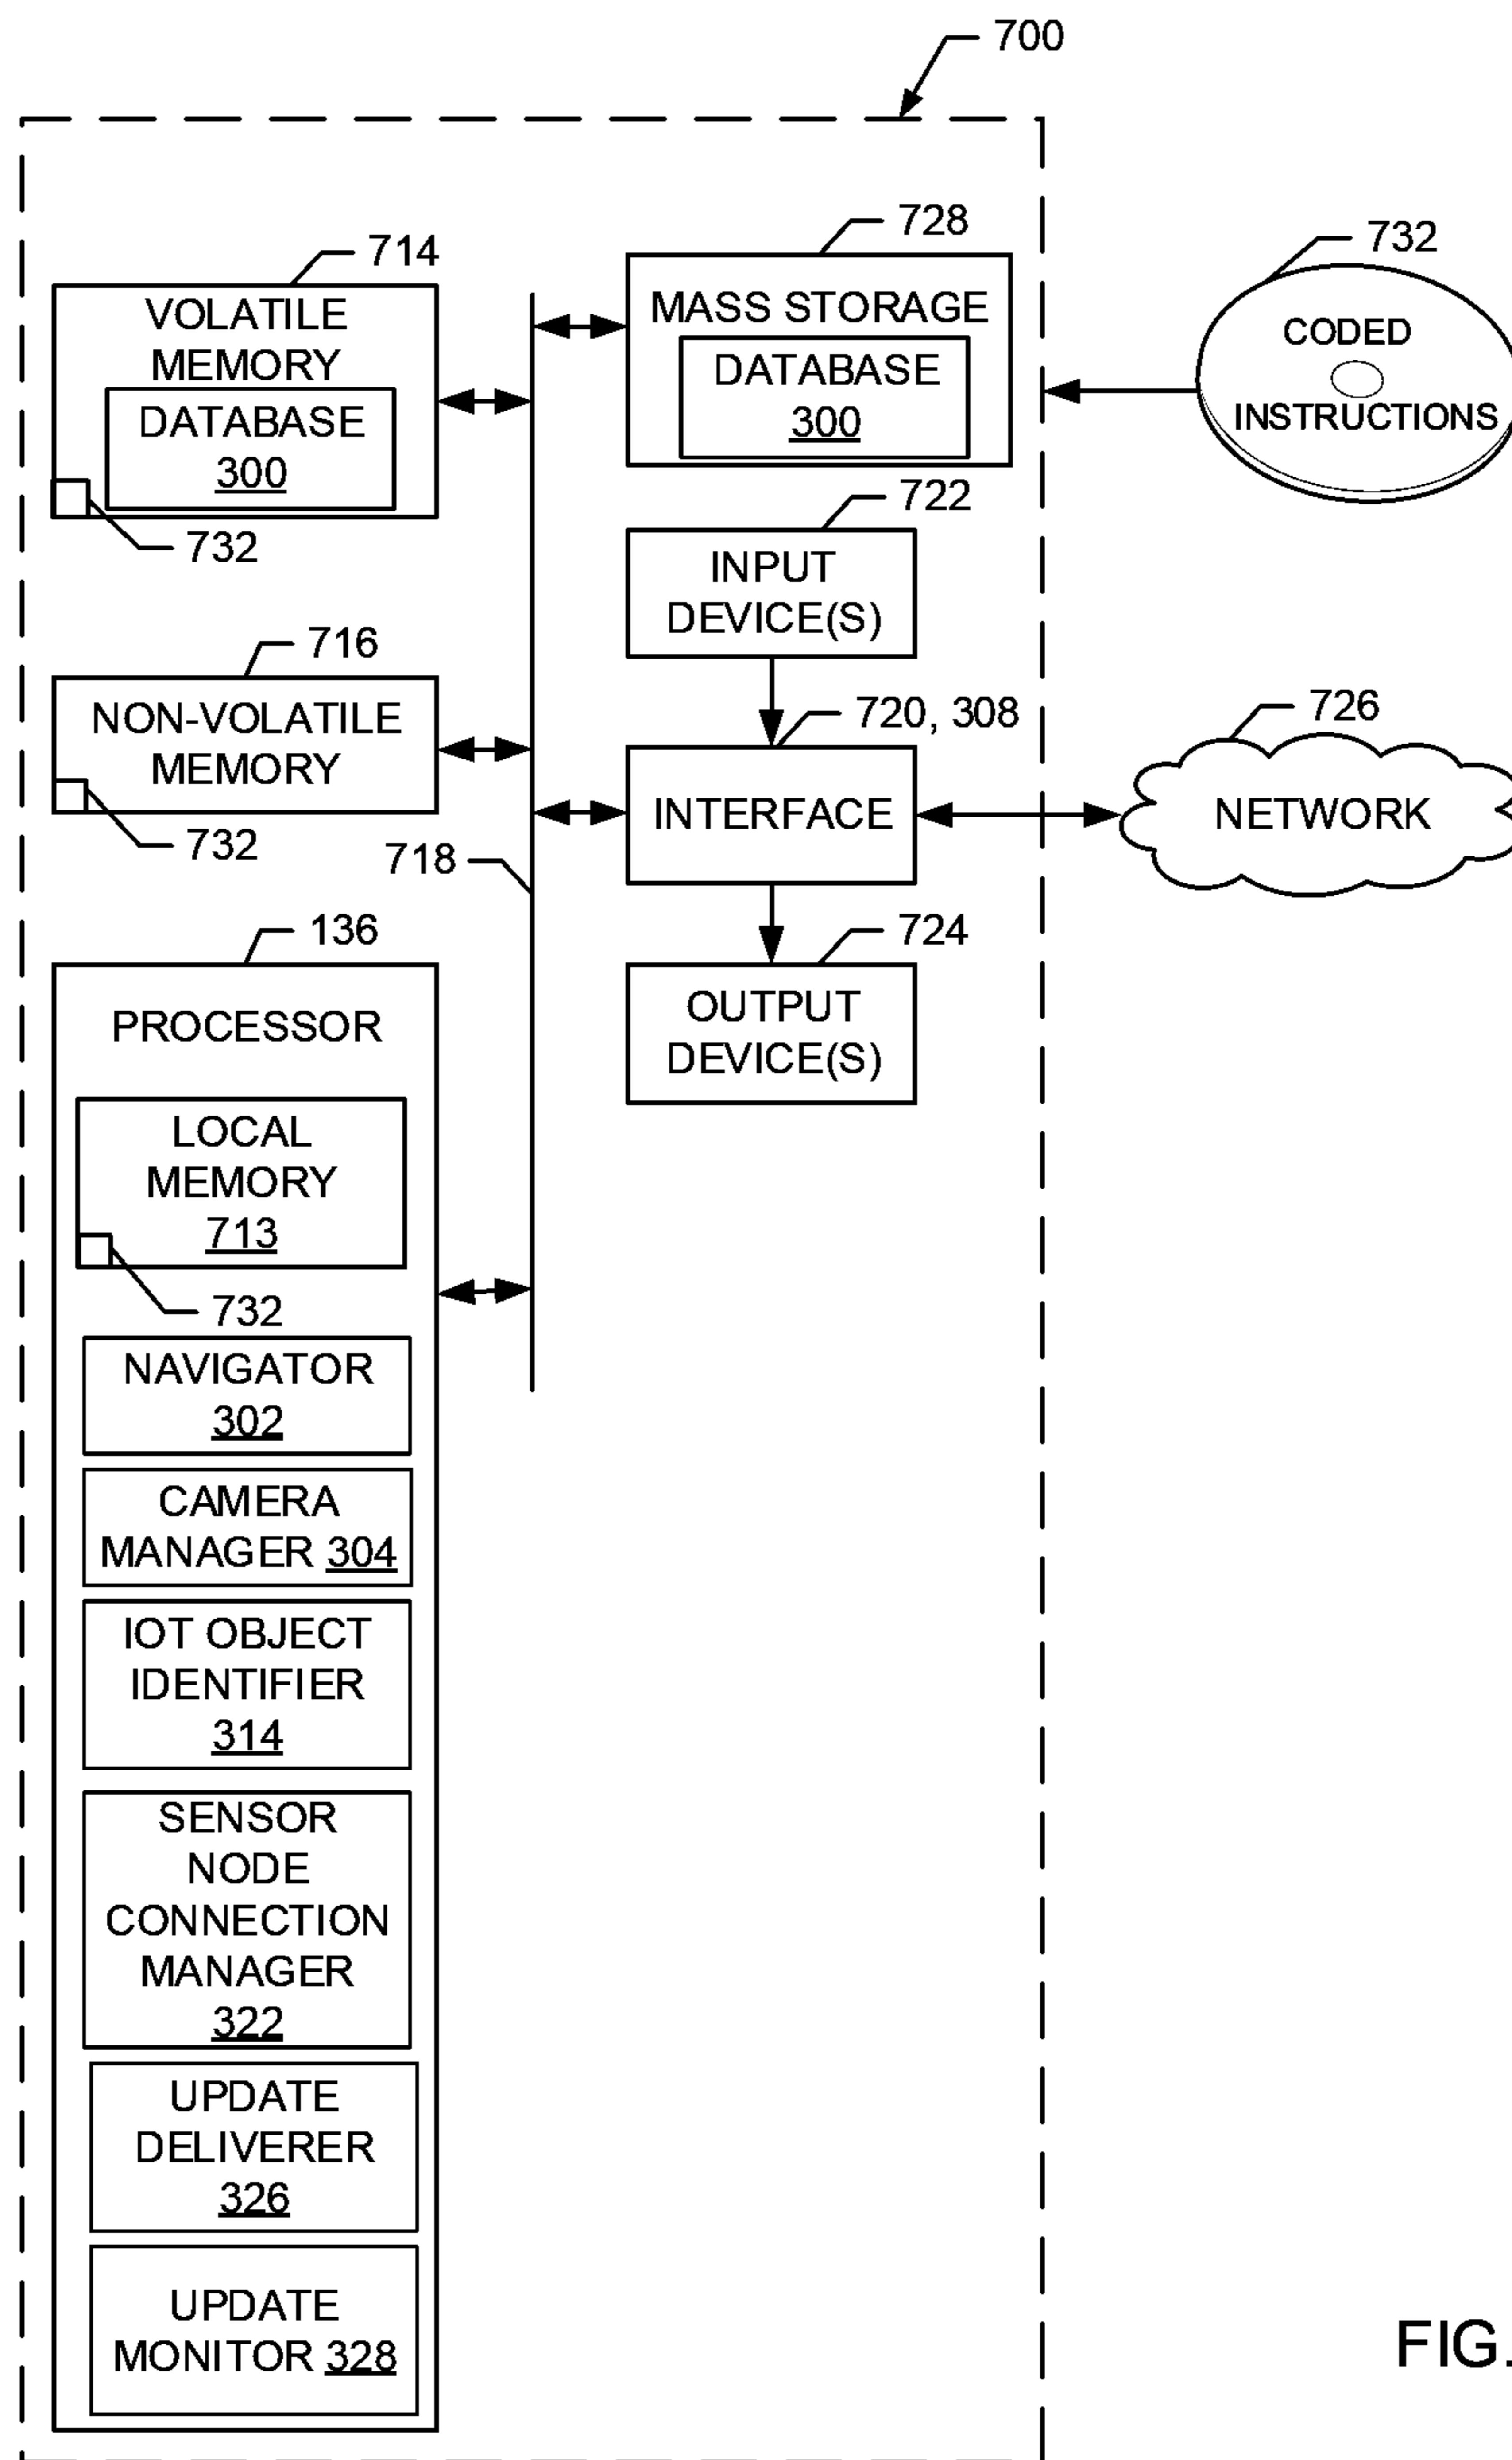 700
728
732
714
MASS STORAGE
DATABASE
300
VOLATILE
MEMORY
DATABASE
300
732
CODED
INSTRUCTIONS
722
INPUT
DEVICE(S)
716
NON-VOLATILE
MEMORY
732
720, 308
INTERFACE
726
NETWORK
718
136
724
OUTPUT
DEVICE(S)
PROCESSOR
LOCAL
MEMORY
713
732
NAVIGATOR
302
CAMERA
MANAGER 304
IOT OBJECT
IDENTIFIER
314
SENSOR
NODE
CONNECTION
MANAGER
322
UPDATE
DELIVERER
326
UPDATE
MONITOR 328
FIG.